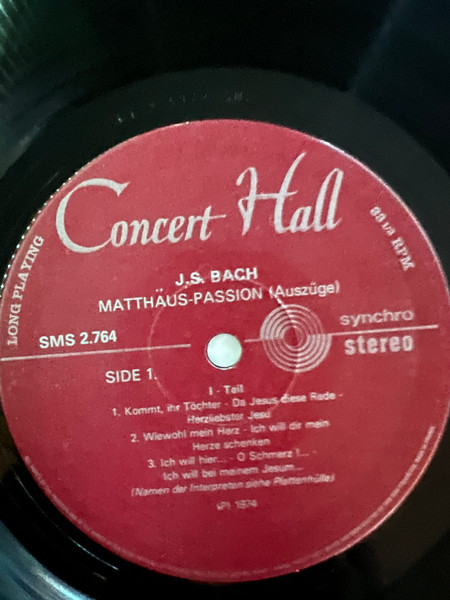 Concert Hall
LONG PLAYING
33 1/3 RPM
J.S. BACH
MATTHÄUS-PASSION (Auszüge)
SMS 2.764
synchro
stereo
SIDE 1.
I - Teil
1. Kommt, ihr Töchter - Da Jesus diese Rede -
Herzliebster Jesu
2. Wiewohl mein Herz - Ich will dir mein
Herze schenken
3. Ich will hier... - O Schmerz !... -
Ich will bei meinem Jesum...
(Namen der Interpreten siehe Plattenhülle)
(P) 1974